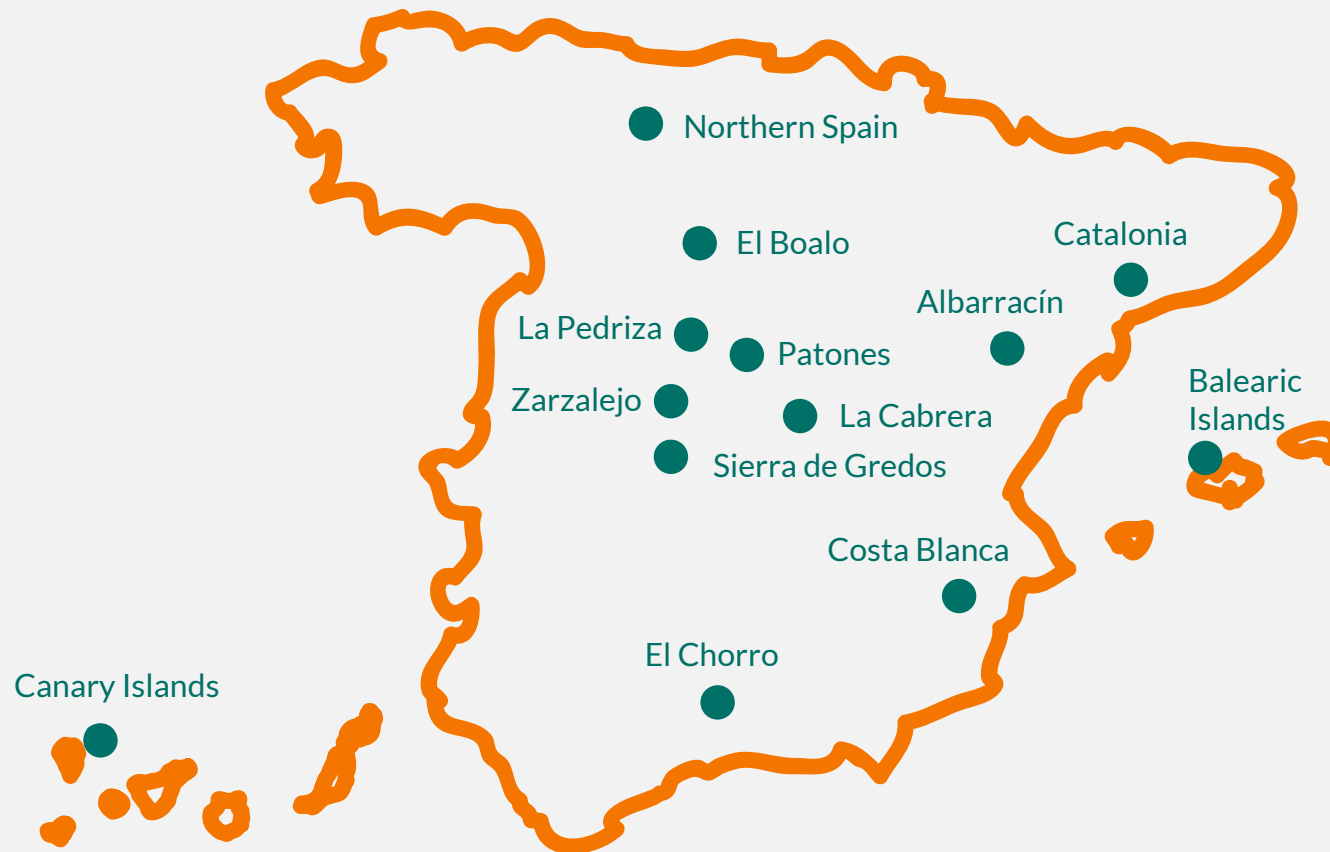 Northern Spain
El Boalo
Catalonia
Albarracín
La Pedriza
Patones
Balearic
Islands
Zarzalejo
La Cabrera
Sierra de Gredos
Costa Blanca
El Chorro
Canary Islands